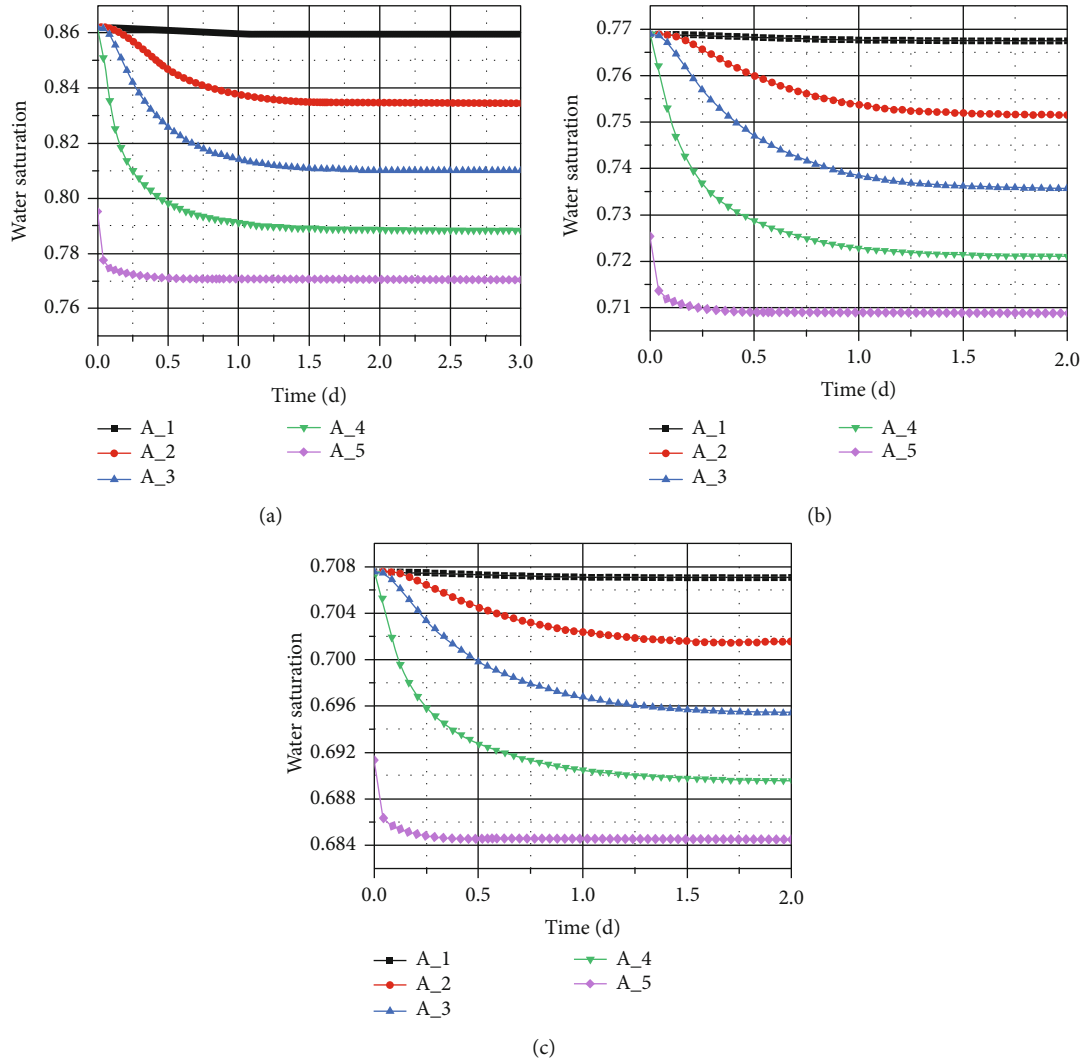 0.86
0.84
0.82
0.80
0.78
0.76
Water saturation
0.0 0.5 1.0 1.5 2.0 2.5 3.0
Time (d)
A_1
A_2
A_3
A_4
A_5
(a)
0.77
0.76
0.75
0.74
0.73
0.72
0.71
Water saturation
0.0 0.5 1.0 1.5 2.0
Time (d)
A_1
A_2
A_3
A_4
A_5
(b)
0.708
0.704
0.700
0.696
0.692
0.688
0.684
Water saturation
0.0 0.5 1.0 1.5 2.0
Time (d)
A_1
A_2
A_3
A_4
A_5
(c)